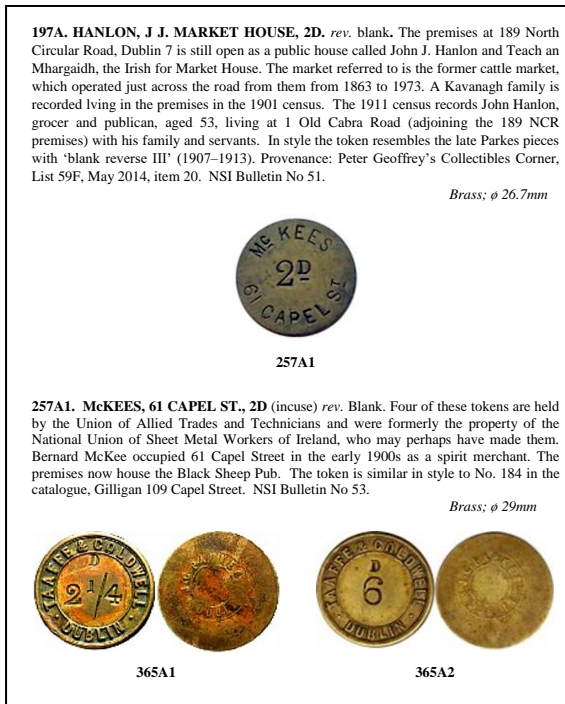 197A. HANLON, J J. MARKET HOUSE, 2D. rev. blank. The premises at 189 North
Circular Road, Dublin 7 is still open as a public house called John J. Hanlon and Teach an
Mhargaidh, the Irish for Market House. The market referred to is the former cattle market,
which operated just across the road from them from 1863 to 1973. A Kavanagh family is
recorded lving in the premises in the 1901 census. The 1911 census records John Hanlon,
grocer and publican, aged 53, living at 1 Old Cabra Road (adjoining the 189 NCR
premises) with his family and servants. In style the token resembles the late Parkes pieces
with ‘blank reverse III’ (1907–1913). Provenance: Peter Geoffrey’s Collectibles Corner,
List 59F, May 2014, item 20. NSI Bulletin No 51.
Brass; ø 26.7mm
Mc KEES
2D
61 CAPEL ST
257A1
257A1. McKEES, 61 CAPEL ST., 2D (incuse) rev. Blank. Four of these tokens are held
by the Union of Allied Trades and Technicians and were formerly the property of the
National Union of Sheet Metal Workers of Ireland, who may perhaps have made them.
Bernard McKee occupied 61 Capel Street in the early 1900s as a spirit merchant. The
premises now house the Black Sheep Pub. The token is similar in style to No. 184 in the
catalogue, Gilligan 109 Capel Street. NSI Bulletin No 53.
Brass; ø 29mm
TAAFFE & COLDWELL
D
2 1/4
· DUBLIN ·
TAAFFE & COLDWELL
D
6
· DUBLIN ·
365A1
365A2